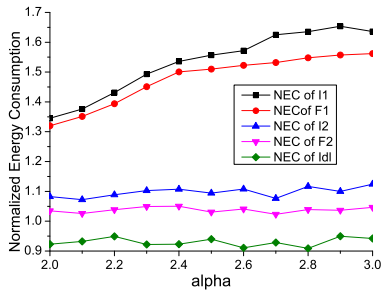 1.7
1.6
1.5
1.4
1.3
1.2
1.1
1.0
0.9
Normalized Energy Consumption
NEC of I1
NECof F1
NEC of I2
NEC of F2
NEC of Idl
2.0 2.2 2.4 2.6 2.8 3.0
alpha